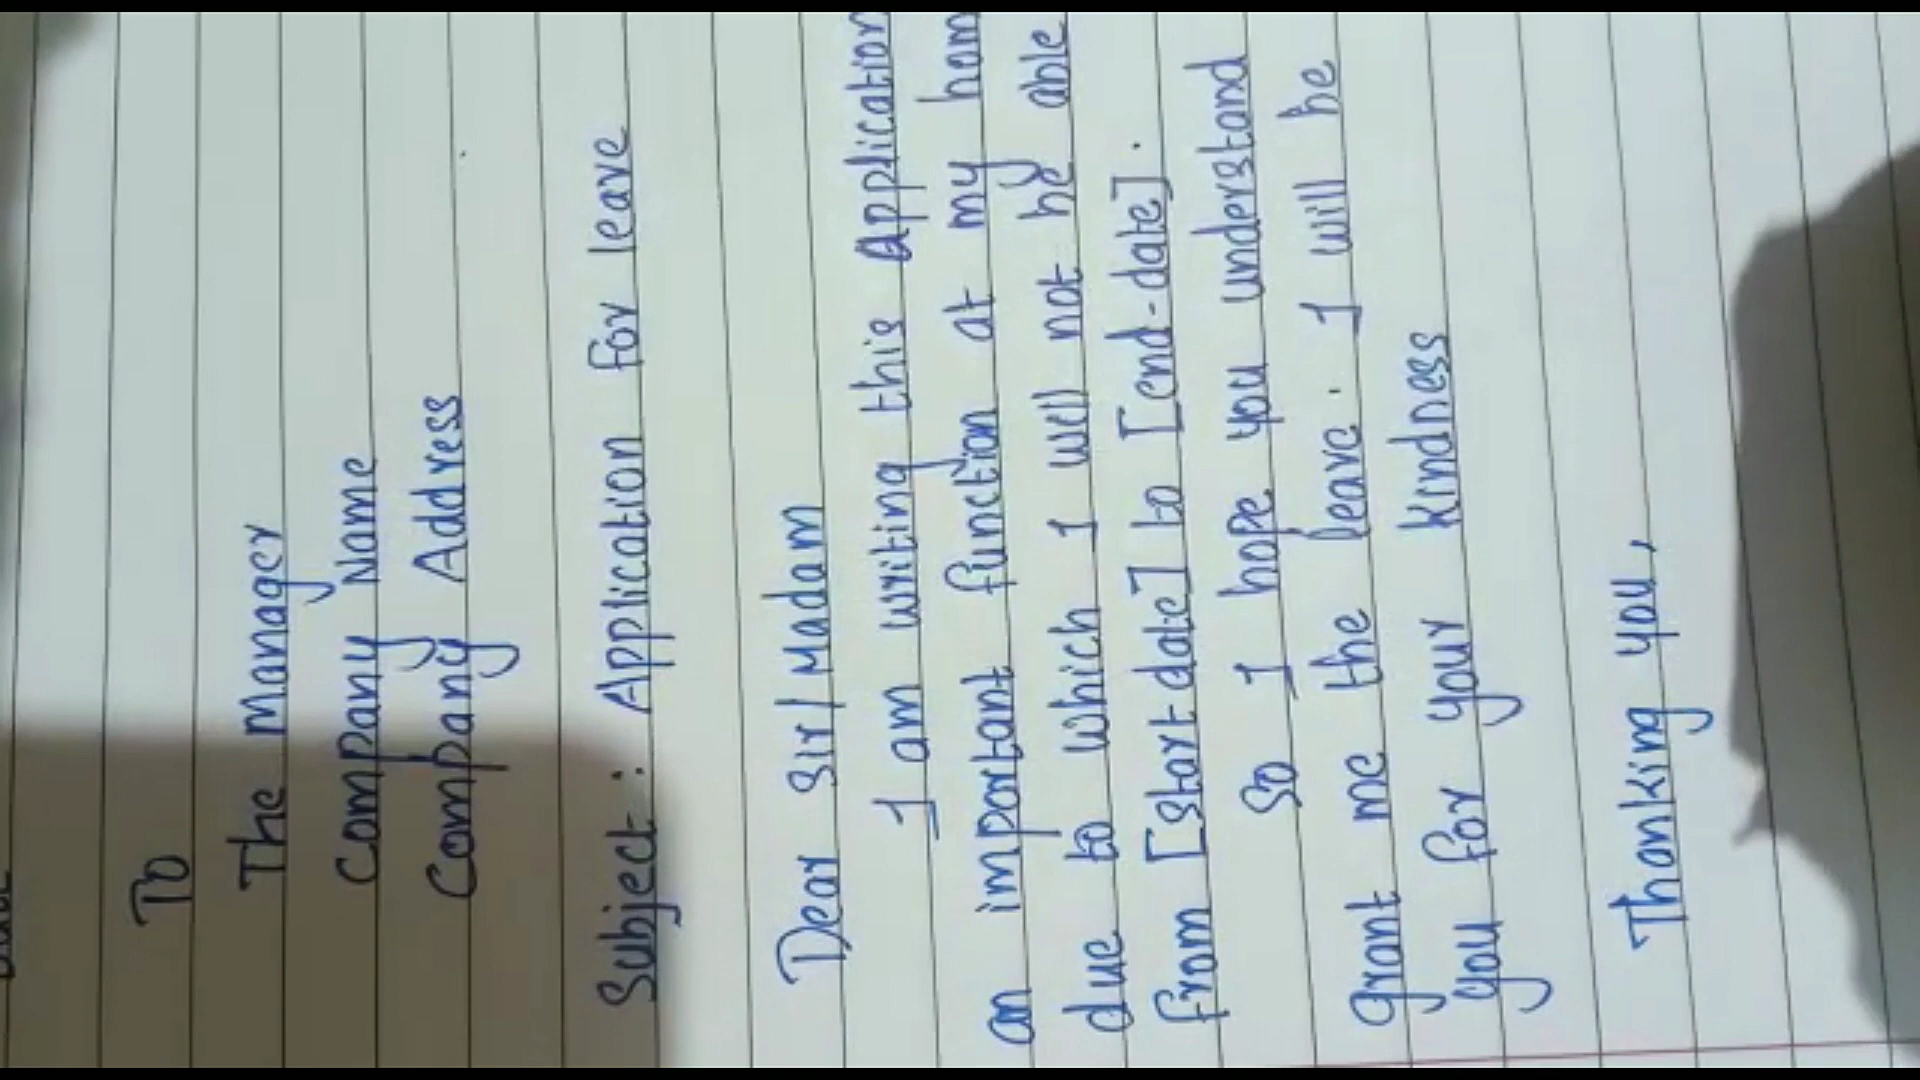 To
The Manager
Company Name
Company Address
Subject: Application for leave
Dear Sir/Madam
I am writing this Application
an important function at my hom
due to which I will not be able
from [start date] to [end-date].
So I hope you understand
grant me the leave. I will be
you for your kindness
Thanking you,